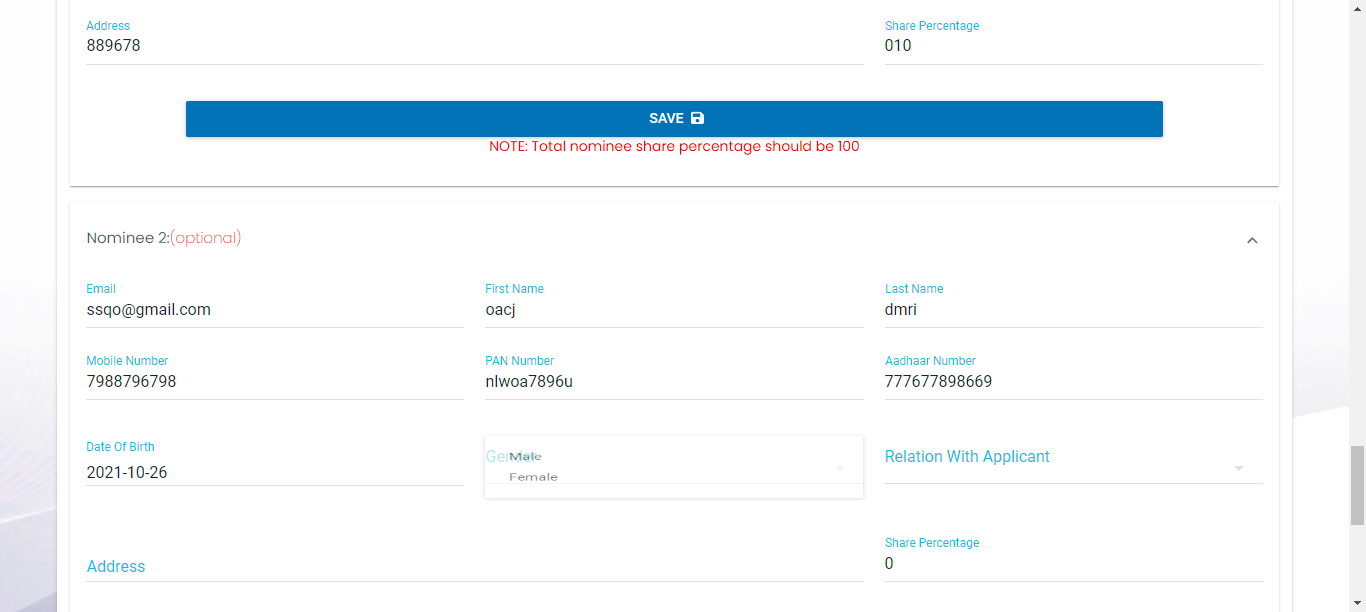 Address Share Percentage
889678 010
SAVE
NOTE: Total nominee share percentage should be 100
Nominee 2:(optional)
Email First Name Last Name
ssqo@gmail.com oacj dmri
Mobile Number PAN Number Aadhaar Number
7988796798 nlwoa7896u 777677898669
Date Of Birth
2021-10-26
Gender
Male
Female
Relation With Applicant
Address
Share Percentage
0